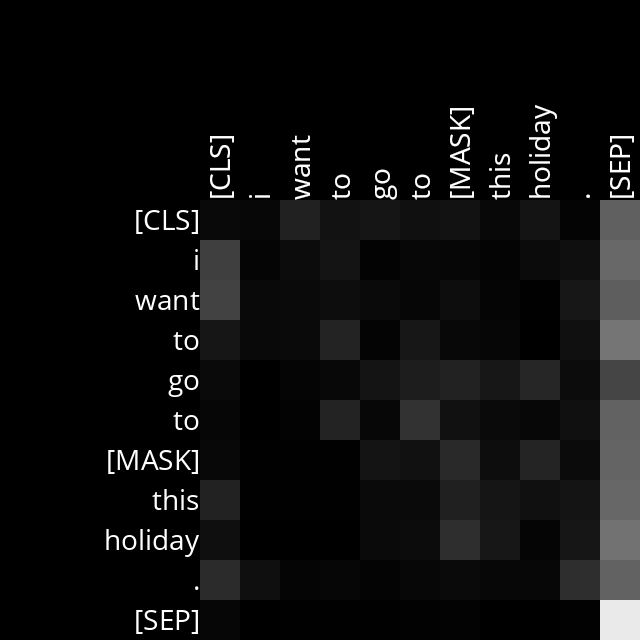 [CLS] i want to go to [MASK] this holiday . [SEP]
[CLS]
i
want
to
go
to
[MASK]
this
holiday
.
[SEP]